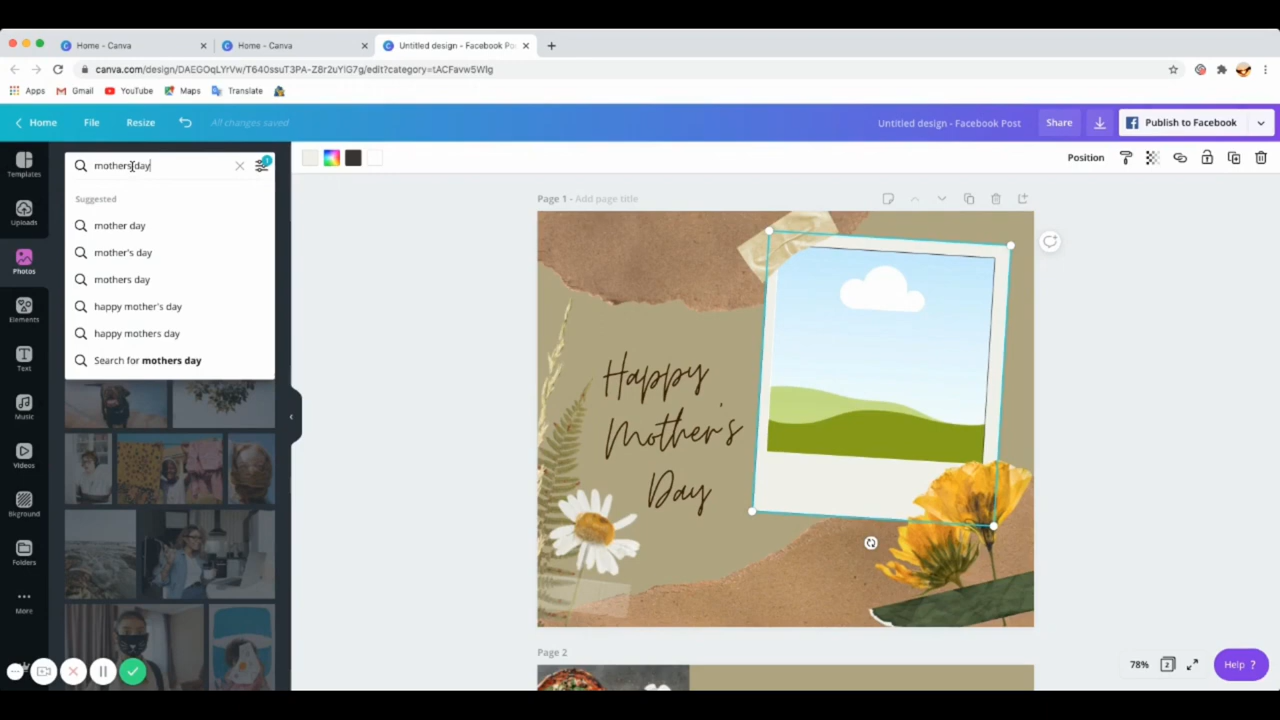 Home - Canva
Home - Canva
Untitled design - Facebook Po
canva.com/design/DAEGOqLYrVw/T640ssuT3PA-Z8r2uYlG7g/edit?category=tACFavw5WIg
Apps
Gmail
YouTube
Maps
Translate
Home
File
Resize
All changes saved
Untitled design - Facebook Post
Share
Publish to Facebook
Templates
Uploads
Photos
Elements
Text
Music
Videos
Bkground
Folders
More
mothers day
1
Suggested
mother day
mother's day
mothers day
happy mother's day
happy mothers day
Search for mothers day
Position
Page 1 - Add page title
Happy
Mother's
Day
Page 2
78%
2
Help ?